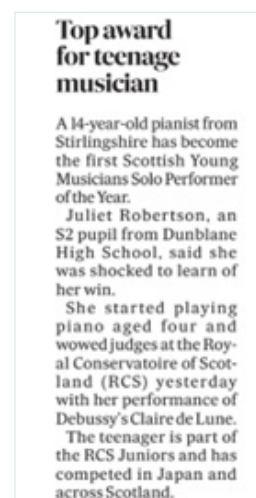 Top award
for teenage
musician
A 14-year-old pianist from
Stirlingshire has become
the first Scottish Young
Musicians Solo Performer
of the Year.
Juliet Robertson, an
S2 pupil from Dunblane
High School, said she
was shocked to learn of
her win.
She started playing
piano aged four and
wowed judges at the Roy-
al Conservatoire of Scot-
land (RCS) yesterday
with her performance of
Debussy's Claire de Lune.
The teenager is part of
the RCS Juniors and has
competed in Japan and
across Scotland.